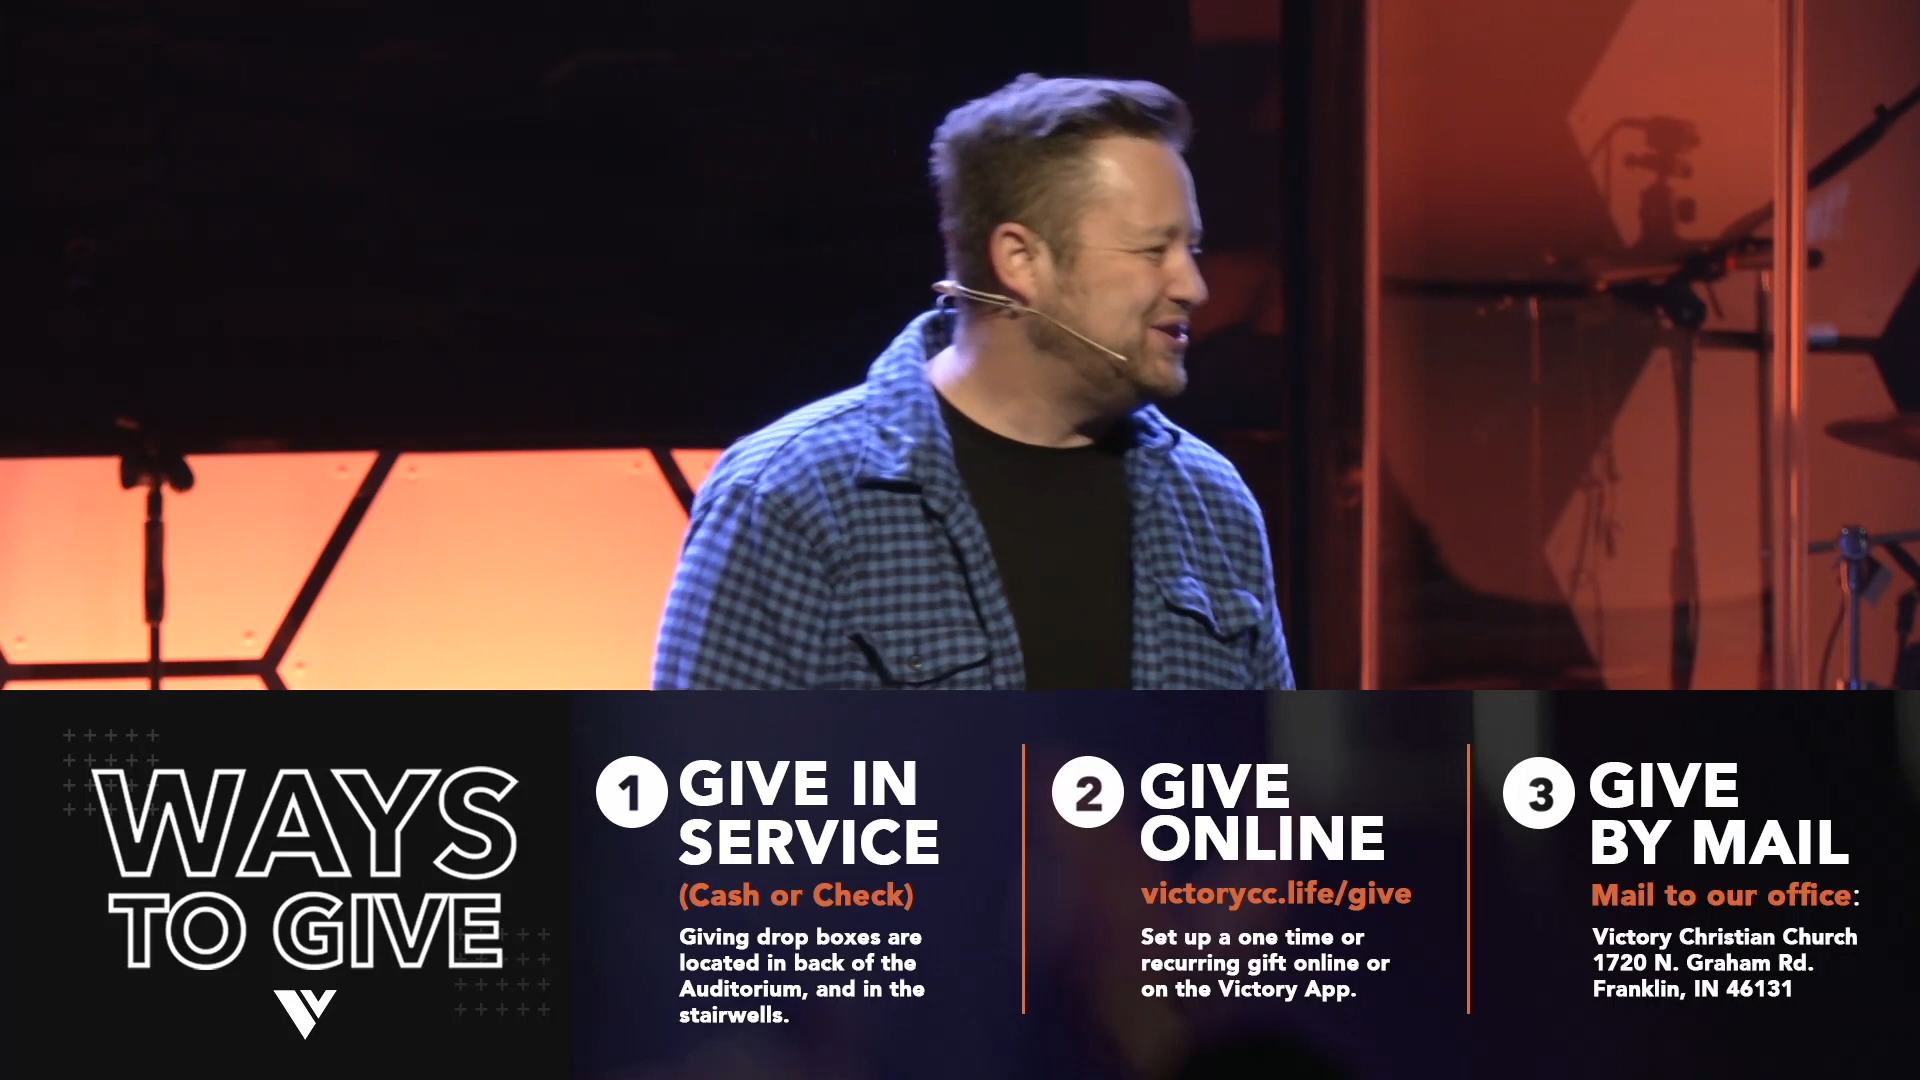 WAYS
TO GIVE
1
GIVE IN
SERVICE
(Cash or Check)
Giving drop boxes are
located in back of the
Auditorium, and in the
stairwells.
2
GIVE
ONLINE
victorycc.life/give
Set up a one time or
recurring gift online or
on the Victory App.
3
GIVE
BY MAIL
Mail to our office:
Victory Christian Church
1720 N. Graham Rd.
Franklin, IN 46131